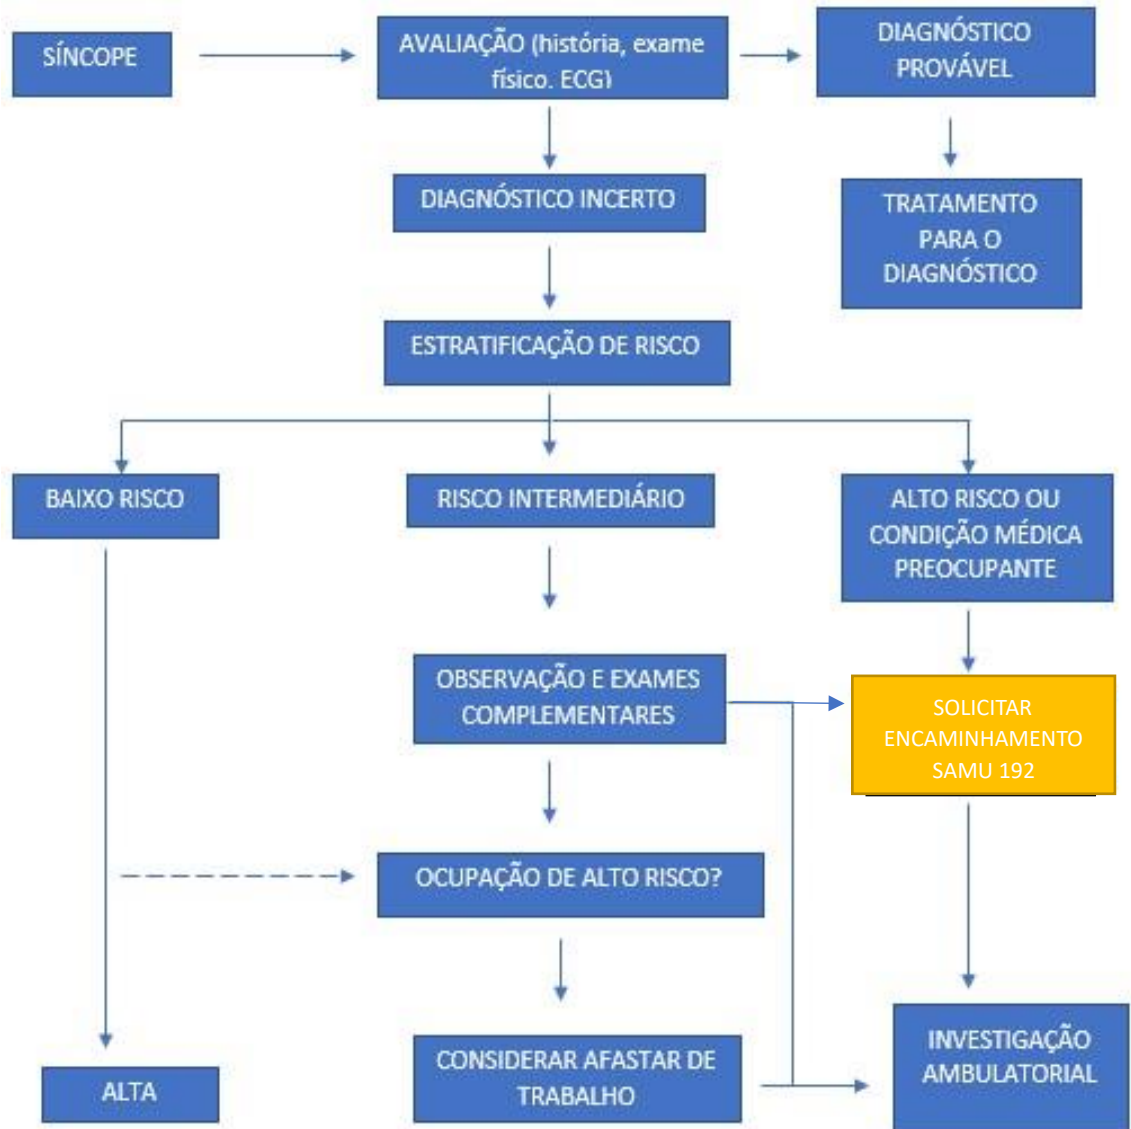 SÍNCOPE
AVALIAÇÃO (história, exame
físico. ECG)
DIAGNÓSTICO
PROVÁVEL
DIAGNÓSTICO INCERTO
TRATAMENTO
PARA O
DIAGNÓSTICO
ESTRATIFICAÇÃO DE RISCO
BAIXO RISCO
RISCO INTERMEDIÁRIO
ALTO RISCO OU
CONDIÇÃO MÉDICA
PREOCUPANTE
OBSERVAÇÃO E EXAMES
COMPLEMENTARES
SOLICITAR
ENCAMINHAMENTO
SAMU 192
OCUPAÇÃO DE ALTO RISCO?
ALTA
CONSIDERAR AFASTAR DE
TRABALHO
INVESTIGAÇÃO
AMBULATORIAL